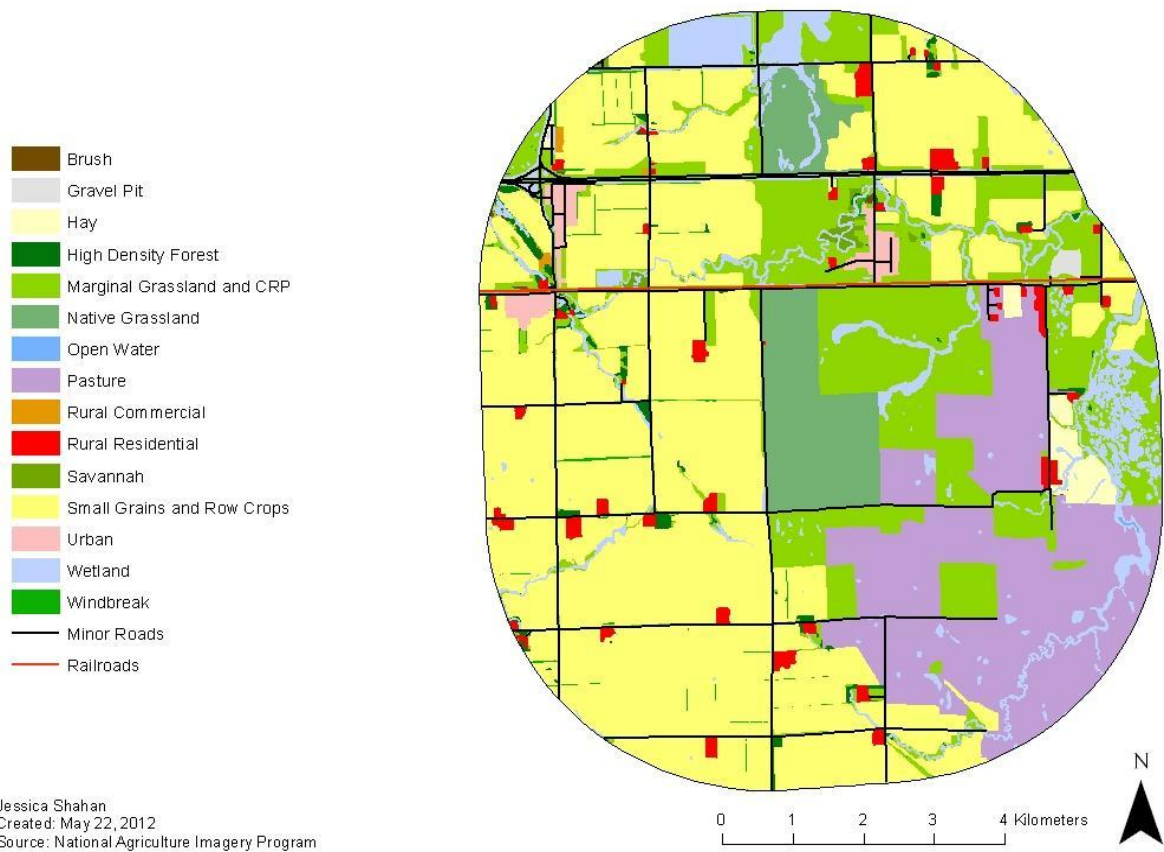 Brush
Gravel Pit
Hay
High Density Forest
Marginal Grassland and CRP
Native Grassland
Open Water
Pasture
Rural Commercial
Rural Residential
Savannah
Small Grains and Row Crops
Urban
Wetland
Windbreak
Minor Roads
Railroads
Jessica Shahan
Created: May 22, 2012
Source: National Agriculture Imagery Program
0 1 2 3 4 Kilometers
N